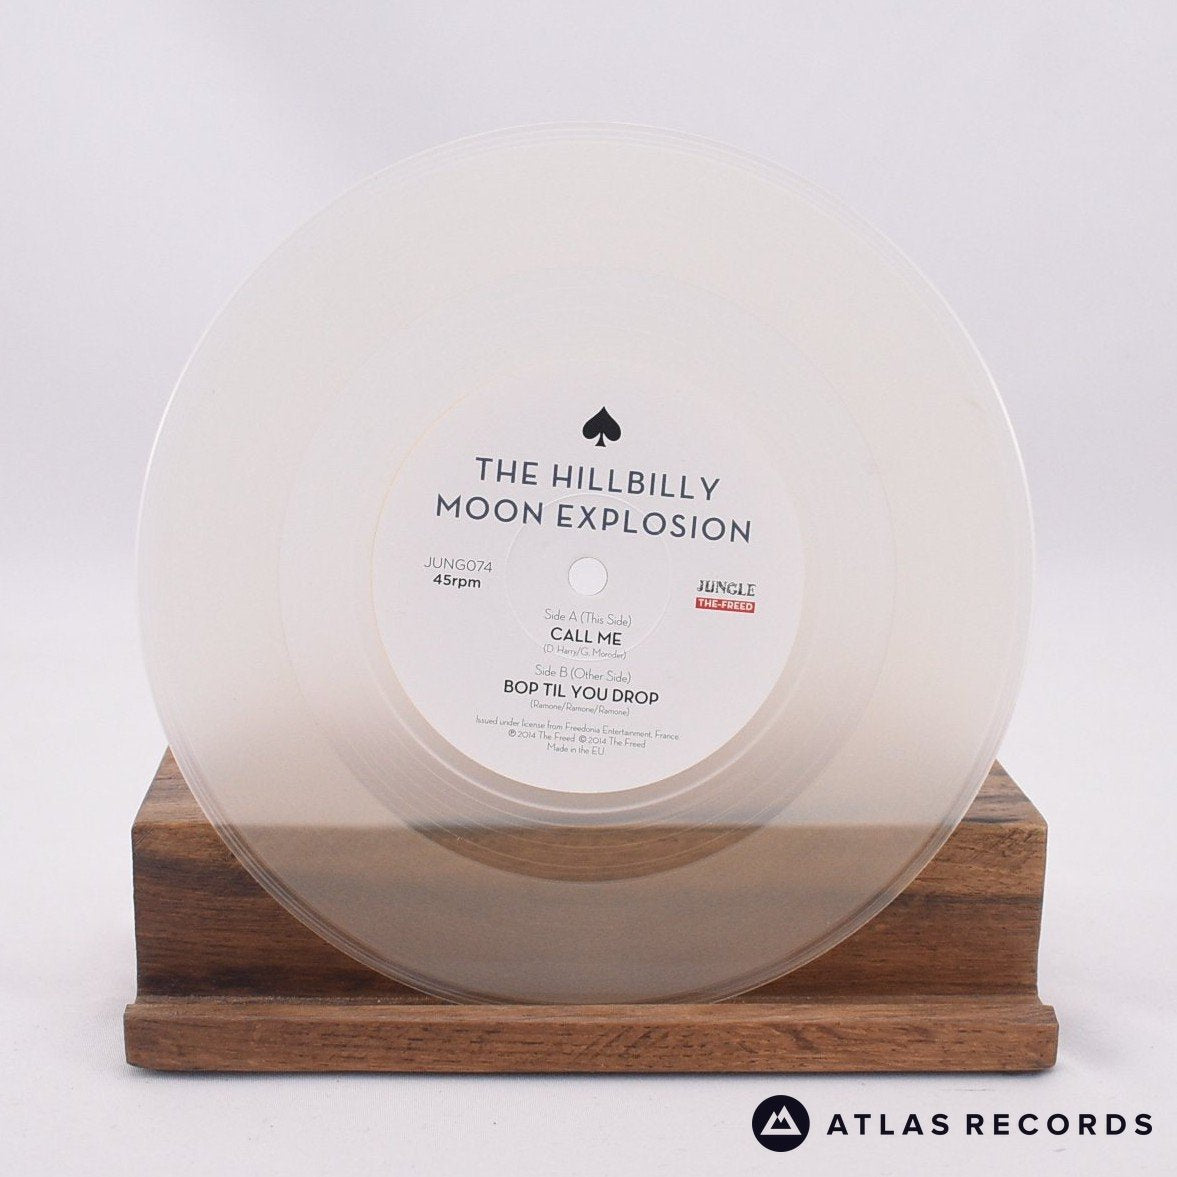 THE HILLBILLY
MOON EXPLOSION
JUNG074
45rpm
JUNGLE
THE-FREED
Side A (This Side)
CALL ME
(D. Harry/G. Moroder)
Side B (Other Side)
BOP TIL YOU DROP
(Ramone/Ramone/Ramone)
Issued under license from Freedonia Entertainment, France
℗ 2014 The Freed © 2014 The Freed
Made in the EU.
ATLAS RECORDS